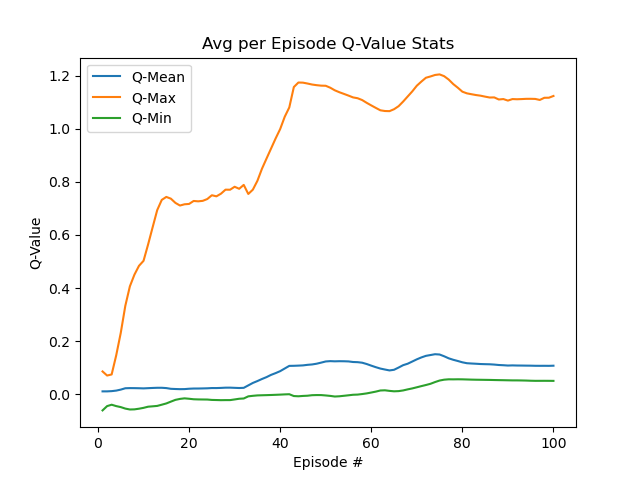 Avg per Episode Q-Value Stats
Q-Mean
Q-Max
Q-Min
Q-Value
1.2
1.0
0.8
0.6
0.4
0.2
0.0
0 20 40 60 80 100
Episode #